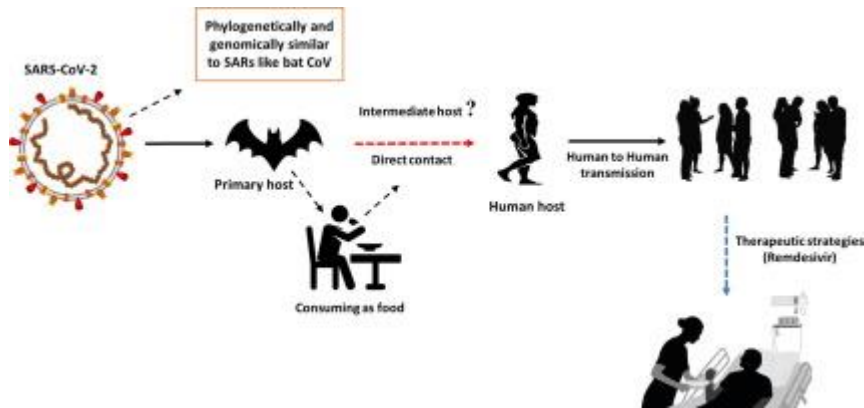 Phylogenetically and
genomically similar
to SARs like bat CoV
SARS-CoV-2
Intermediate host ?
Direct contact
Primary host
Human host
Human to Human
transmission
Consuming as food
Therapeutic strategies
(Remdesivir)